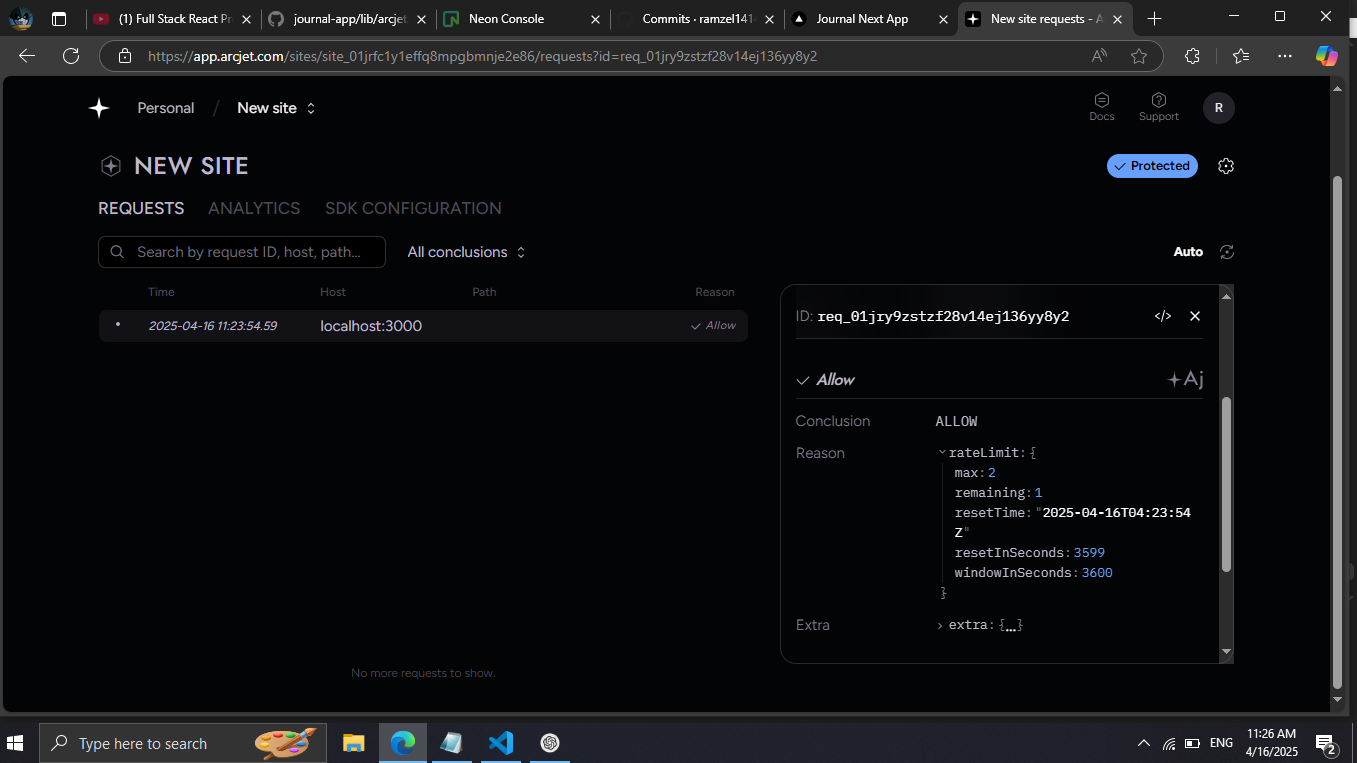 (1) Full Stack React Pr
journal-app/lib/arcjet
Neon Console
Commits · ramzel141
Journal Next App
New site requests - A
https://app.arcjet.com/sites/site_01jrfc1y1effq8mpgbmnje2e86/requests?id=req_01jry9zstzf28v14ej136yy8y2
Personal / New site
Docs
Support
R
NEW SITE
Protected
REQUESTS ANALYTICS SDK CONFIGURATION
Search by request ID, host, path...
All conclusions
Auto
Time Host Path Reason
2025-04-16 11:23:54.59 localhost:3000 Allow
No more requests to show.
ID: req_01jry9zstzf28v14ej136yy8y2 </>
Allow
Aj
Conclusion ALLOW
Reason rateLimit: {
max: 2
remaining: 1
resetTime: "2025-04-16T04:23:54
Z"
resetInSeconds: 3599
windowInSeconds: 3600
}
Extra extra: {…}
Type here to search
ENG
11:26 AM
4/16/2025
2